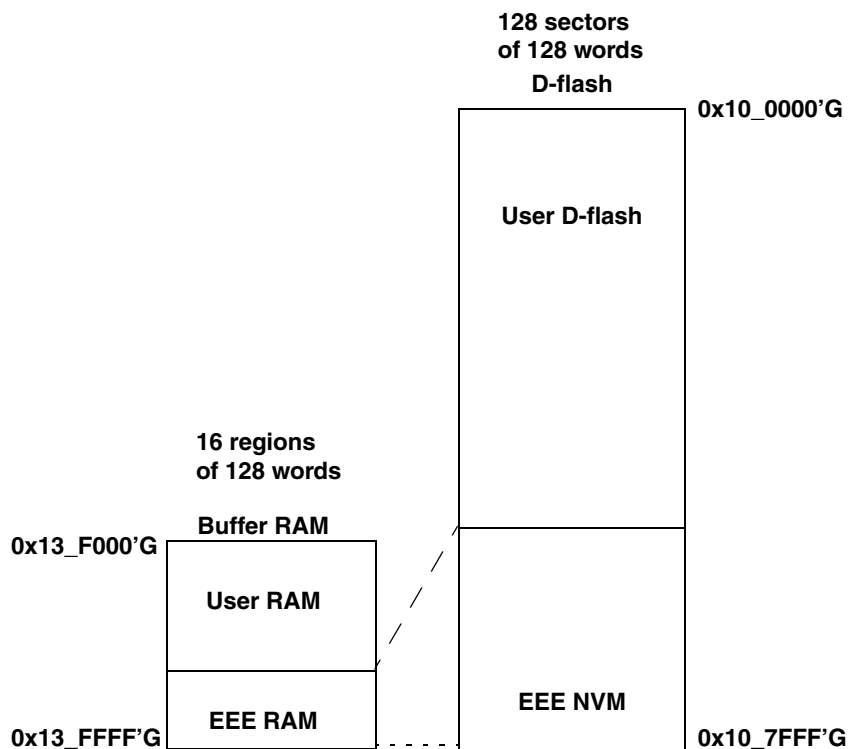 128 sectors
of 128 words
D-flash
0x10_0000'G
User D-flash
16 regions
of 128 words
Buffer RAM
0x13_F000'G
User RAM
EEE RAM
0x13_FFFF'G
EEE NVM
0x10_7FFF'G